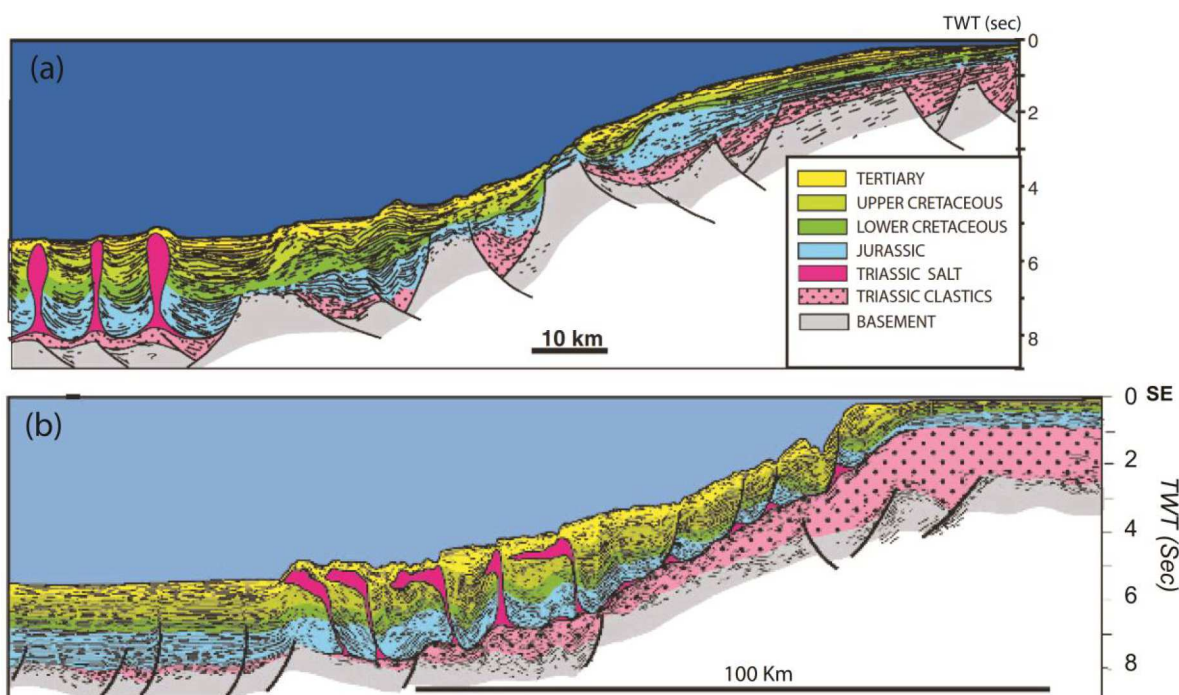 TWT (sec)
(a)
0
2
4
6
8
TERTIARY
UPPER CRETACEOUS
LOWER CRETACEOUS
JURASSIC
TRIASSIC SALT
TRIASSIC CLASTICS
BASEMENT
10 km
(b)
0 SE
2
4
6
8
TWT (Sec)
100 Km